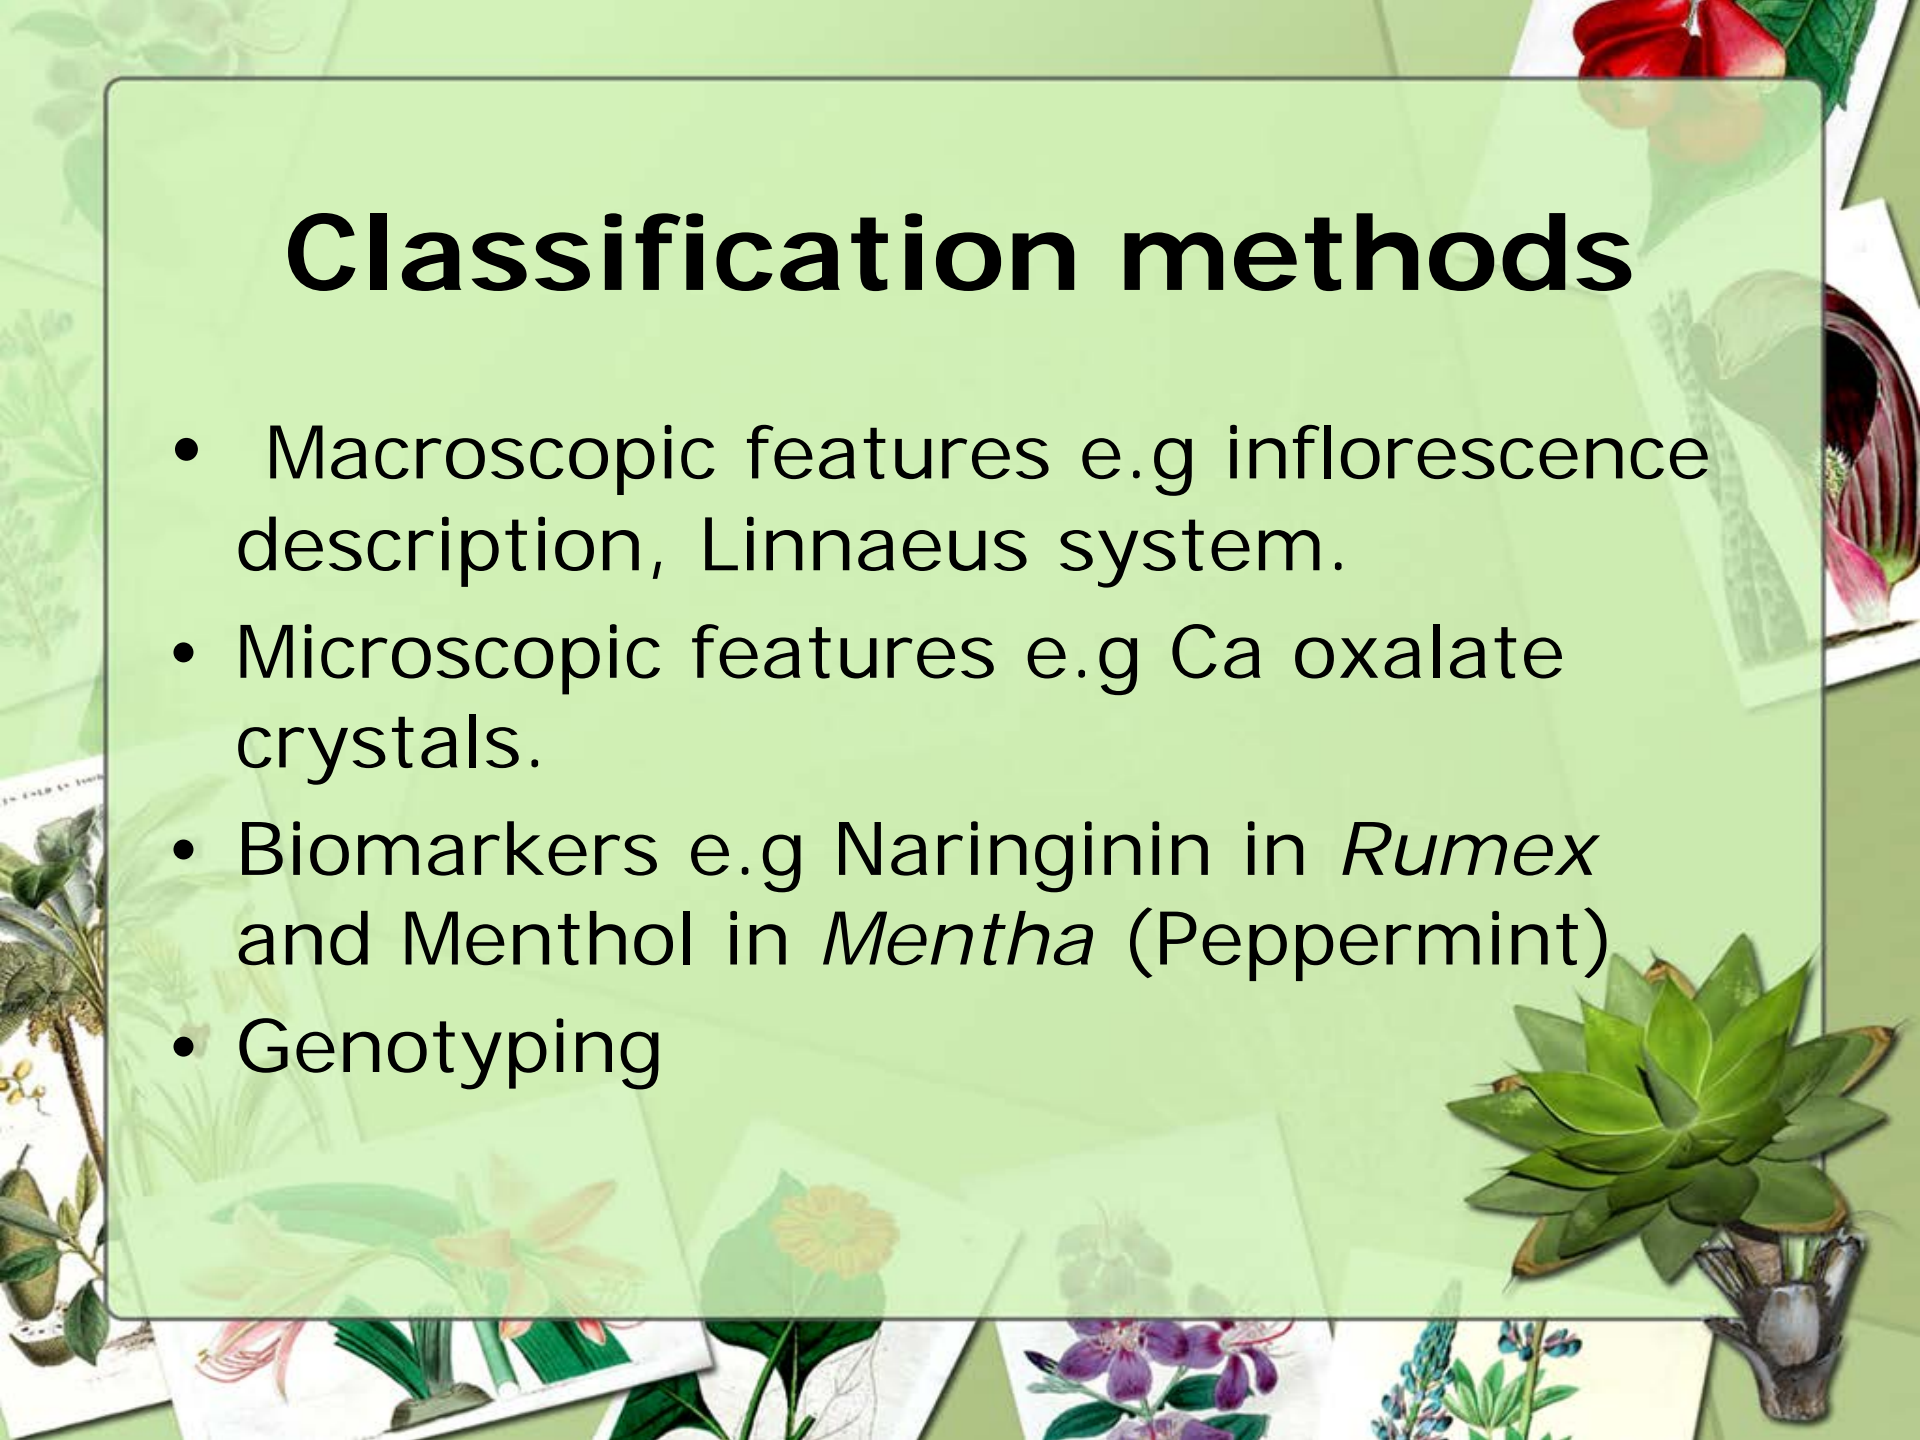 Classification methods
• Macroscopic features e.g inflorescence
description, Linnaeus system.
• Microscopic features e.g Ca oxalate
crystals.
• Biomarkers e.g Naringinin in Rumex
and Menthol in Mentha (Peppermint)
• Genotyping